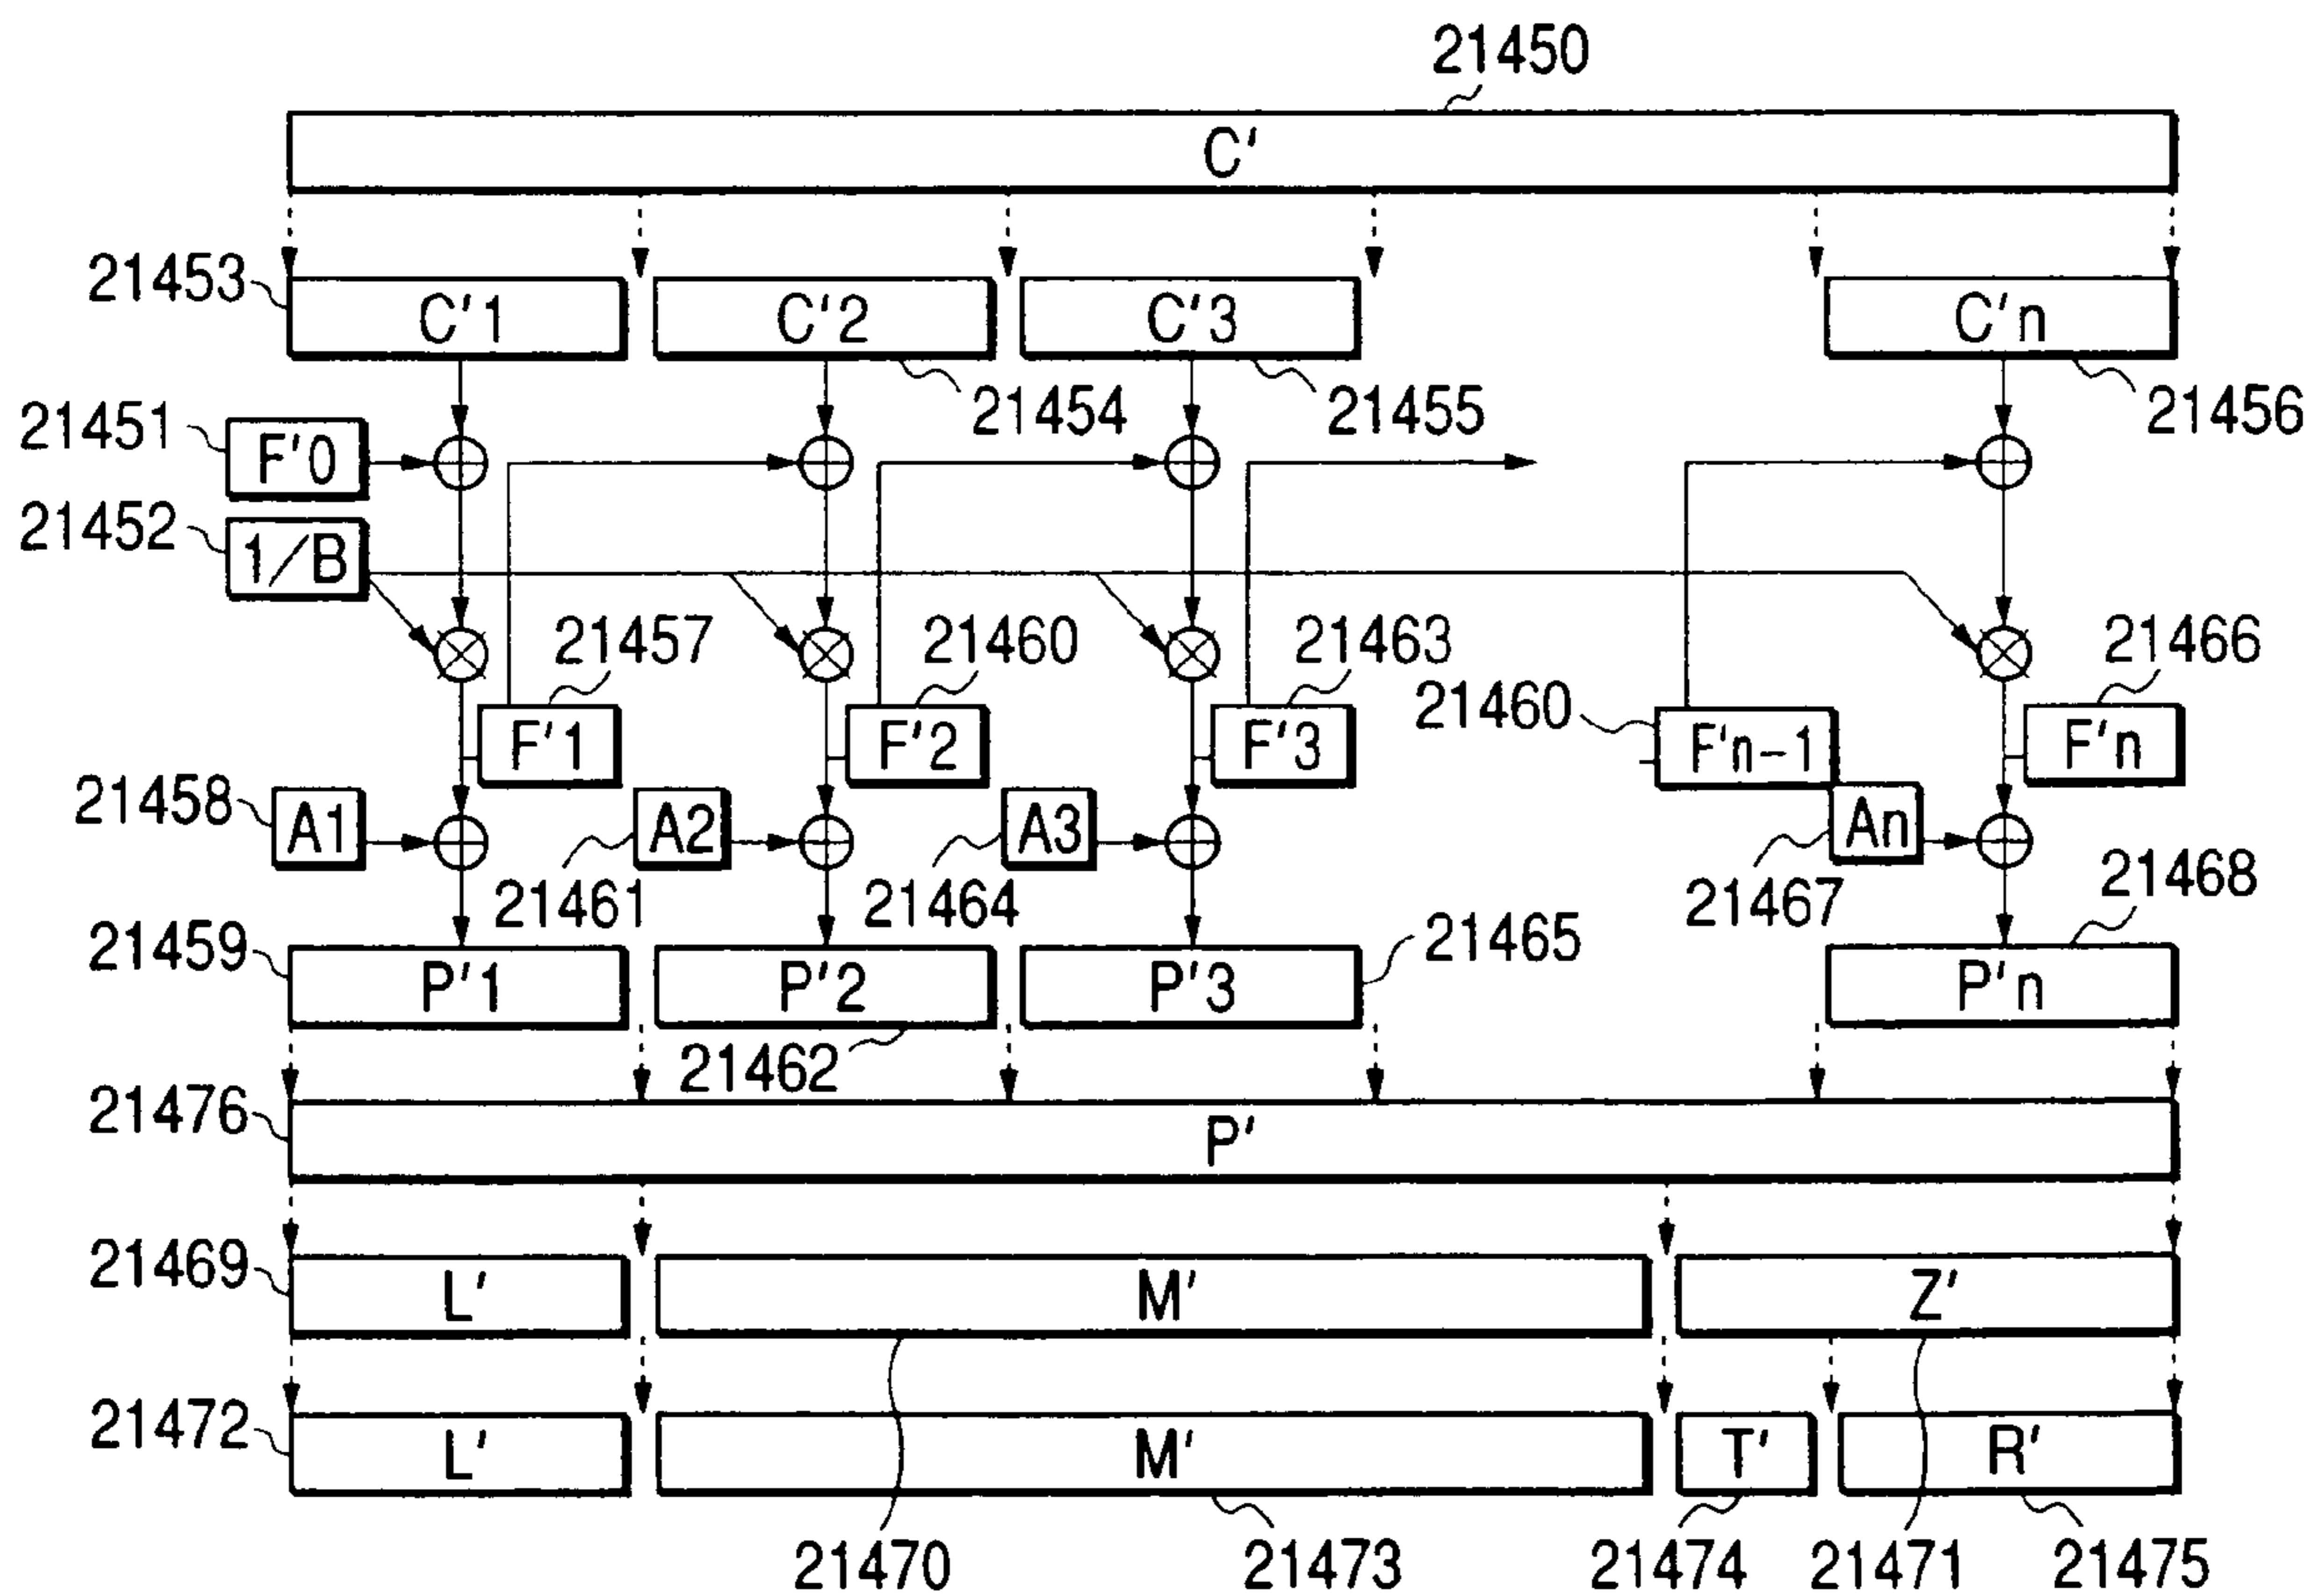 21450
C'
21453
C'1
C'2
C'3
C'n
21454
21455
21456
21451
F'0
21452
1/B
21457
21460
21463
21466
21460
F'1
F'2
F'3
F'n-1
F'n
21458
A1
A2
A3
An
21461
21464
21467
21468
21459
P'1
P'2
P'3
21465
P'n
21462
21476
P'
21469
L'
M'
Z'
21472
L'
M'
T'
R'
21470
21473
21474
21471
21475